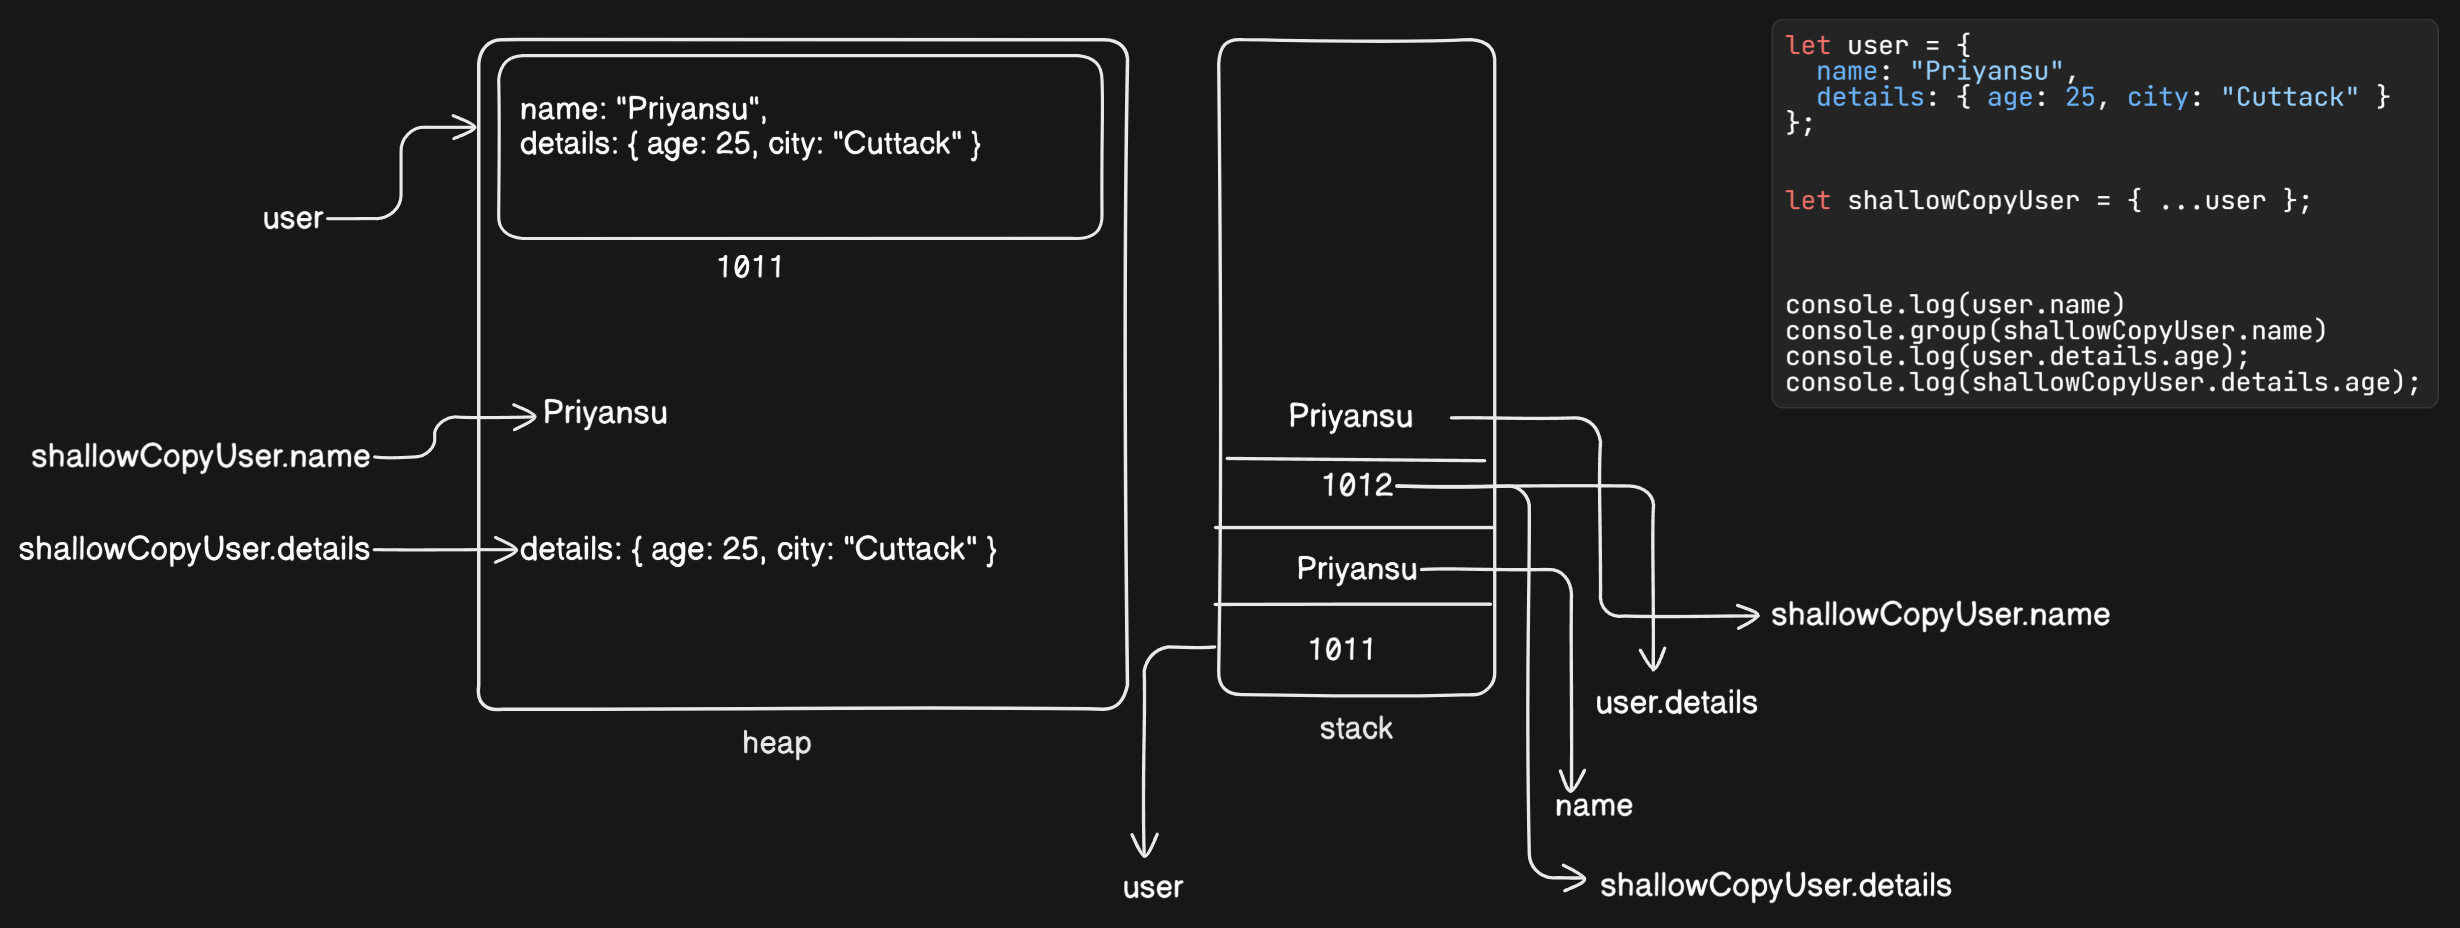 name: "Priyansu",
details: { age: 25, city: "Cuttack" }
user
1011
shallowCopyUser.name
Priyansu
shallowCopyUser.details
details: { age: 25, city: "Cuttack" }
heap
Priyansu
1012
Priyansu
1011
stack
user
shallowCopyUser.name
user.details
name
shallowCopyUser.details
let user = {
  name: "Priyansu",
  details: { age: 25, city: "Cuttack" }
};
let shallowCopyUser = { ...user };
console.log(user.name)
console.group(shallowCopyUser.name)
console.log(user.details.age);
console.log(shallowCopyUser.details.age);